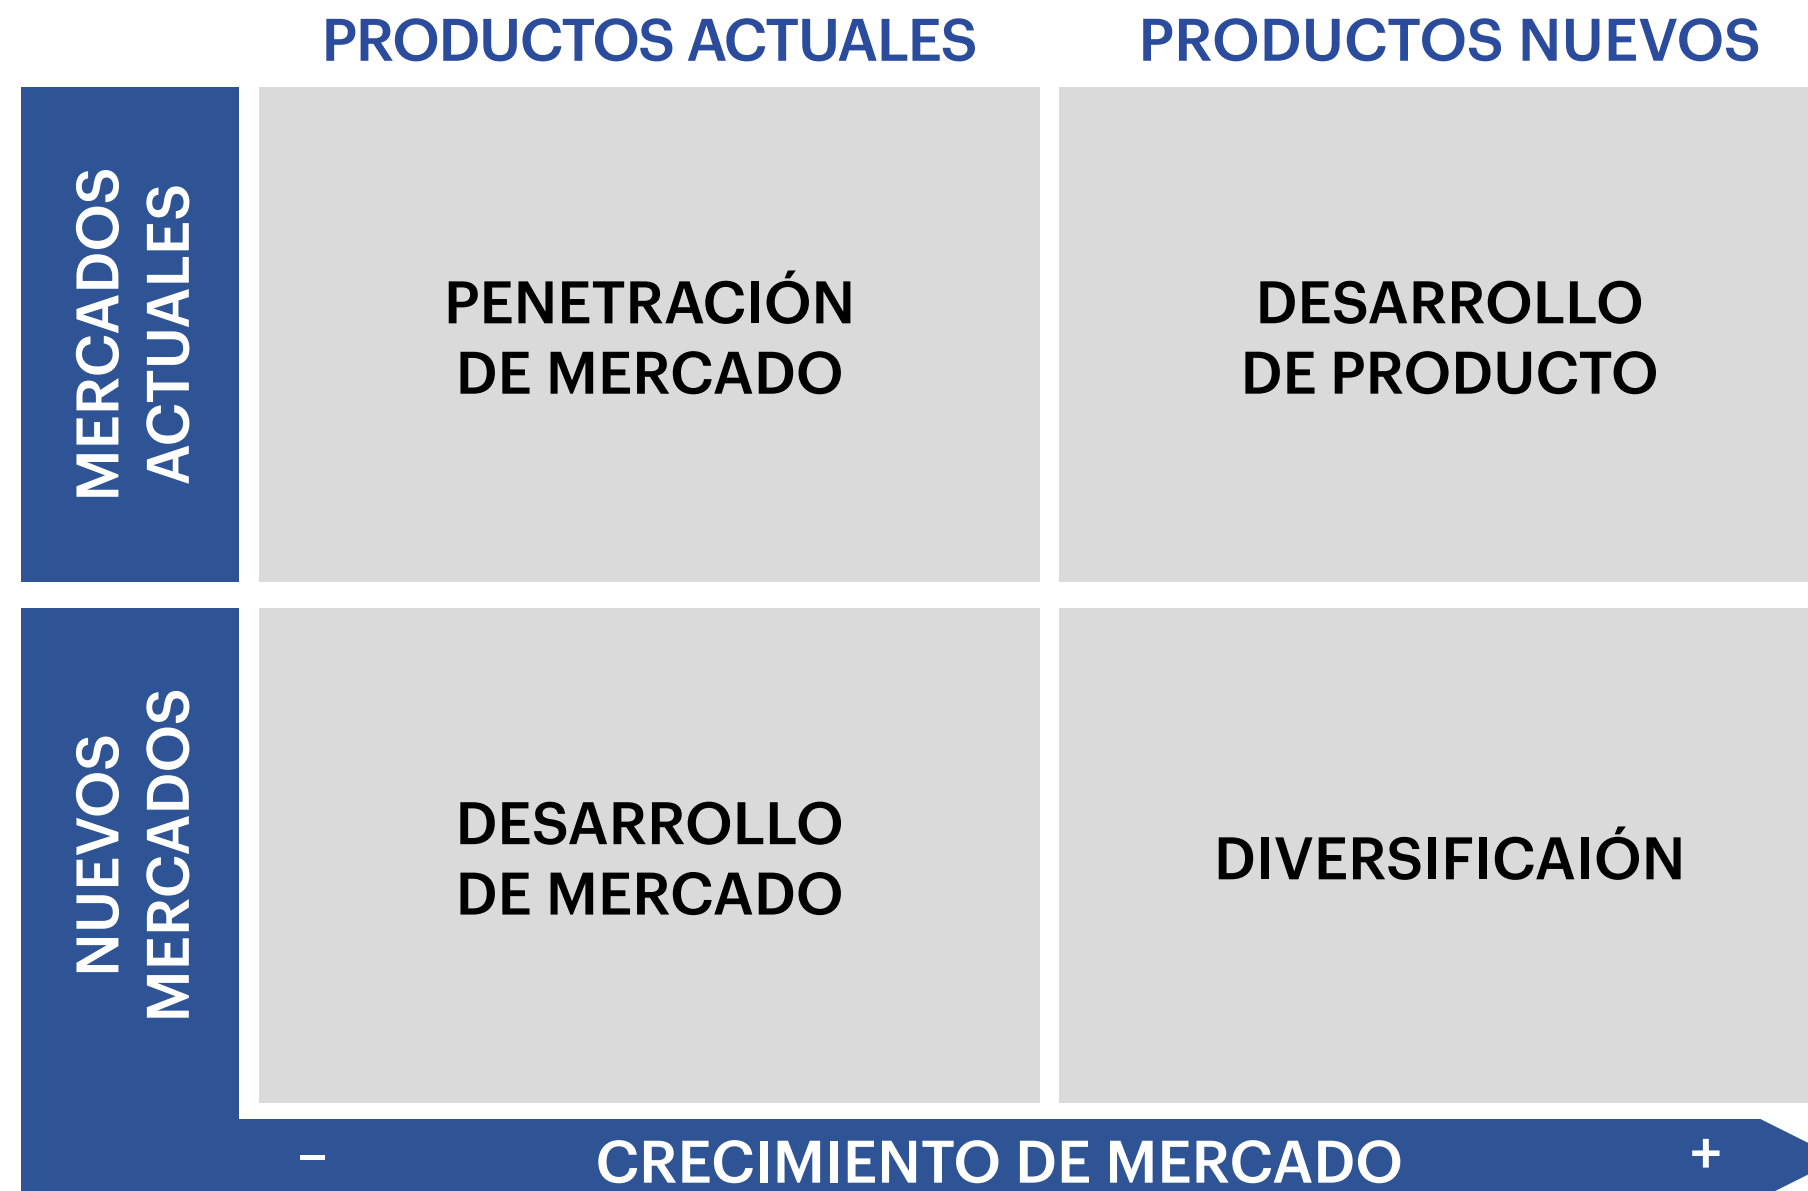 PRODUCTOS ACTUALES
PRODUCTOS NUEVOS
MERCADOS
ACTUALES
PENETRACIÓN
DE MERCADO
DESARROLLO
DE PRODUCTO
NUEVOS
MERCADOS
DESARROLLO
DE MERCADO
DIVERSIFICAIÓN
–
CRECIMIENTO DE MERCADO
+